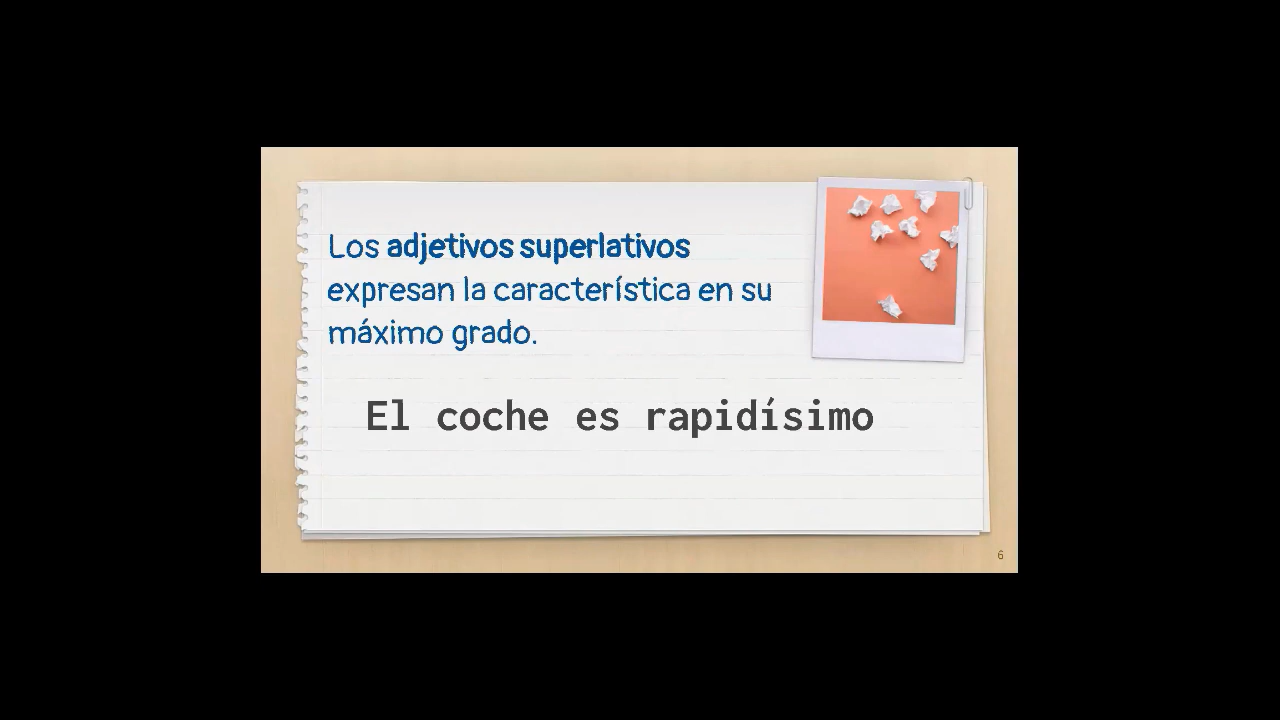 Los adjetivos superlativos
expresan la característica en su
máximo grado.
El coche es rapidísimo
6